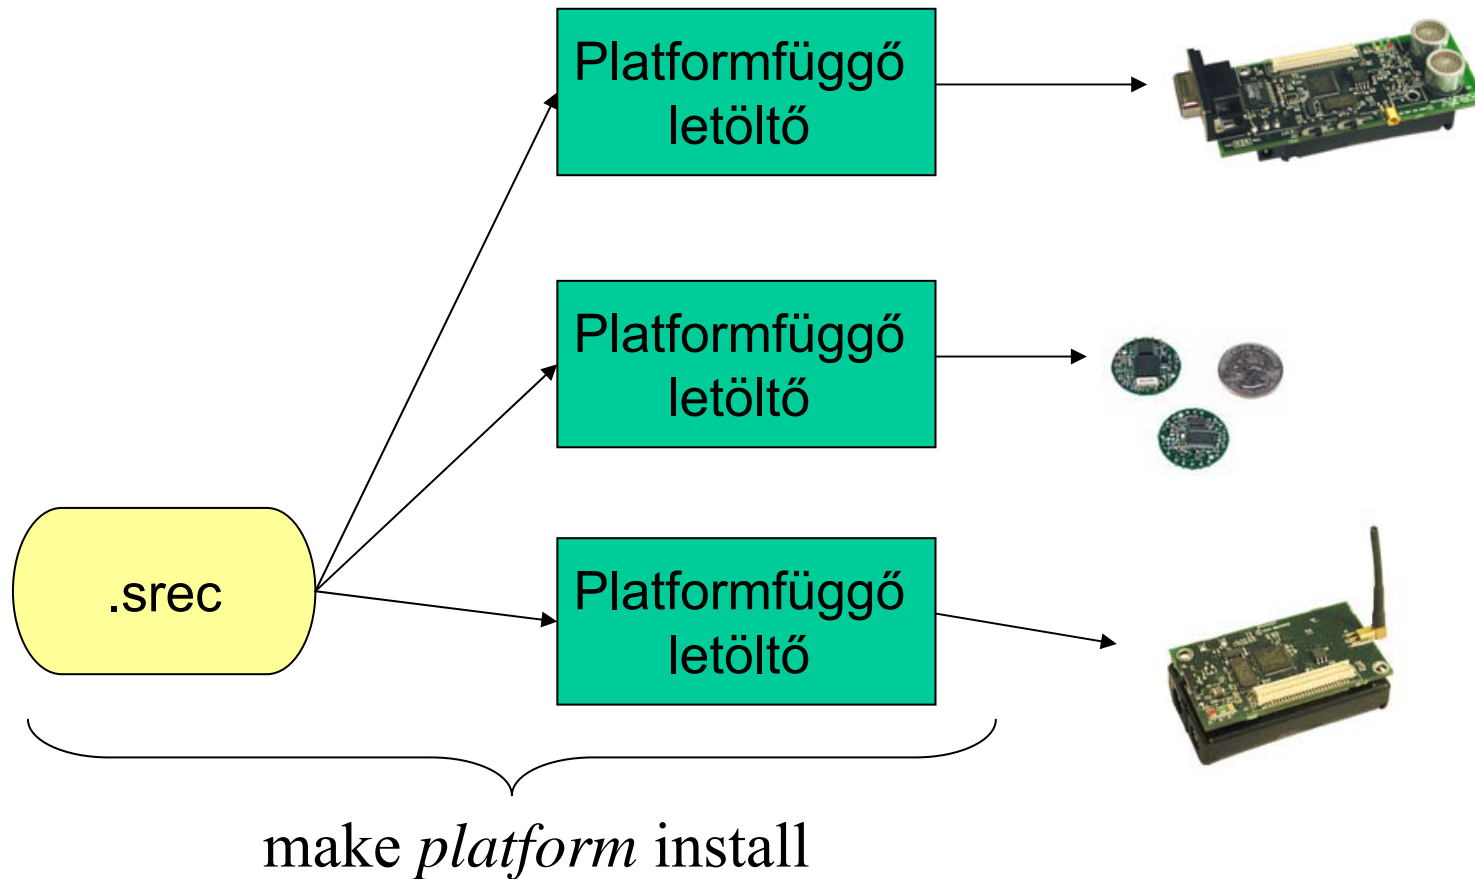 Platformfüggő
letöltő
Platformfüggő
letöltő
.srec
Platformfüggő
letöltő
make platform install